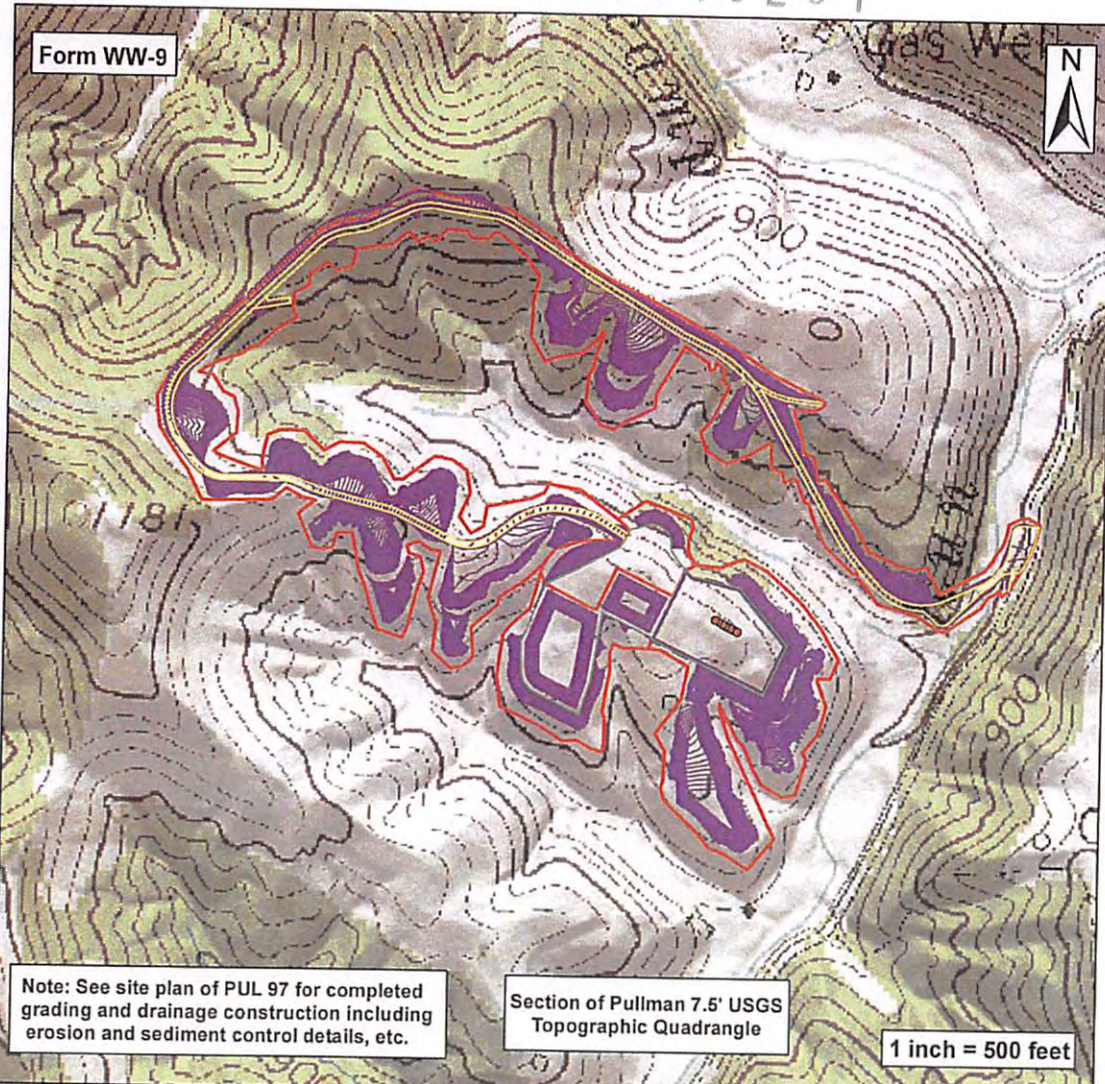 Form WW-9
Gas Well
N
900
1181
900
Note: See site plan of PUL 97 for completed
grading and drainage construction including
erosion and sediment control details, etc.
Section of Pullman 7.5' USGS
Topographic Quadrangle
1 inch = 500 feet